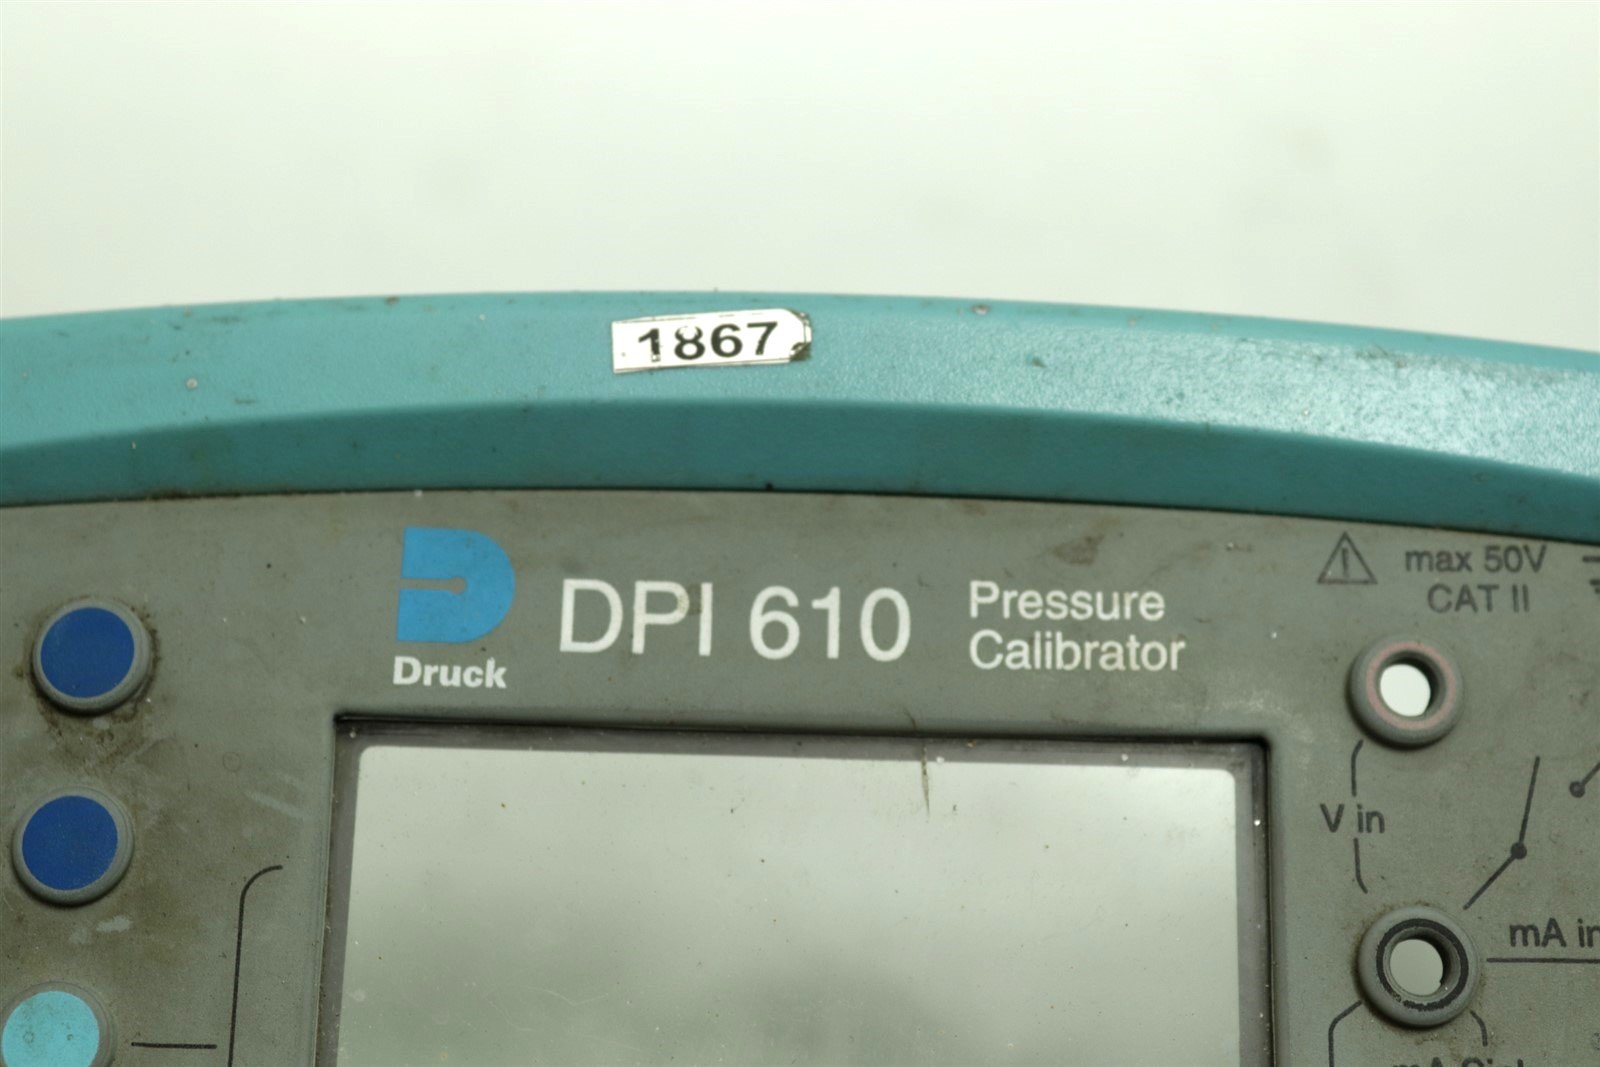 1867
max 50V
CAT II
DPI 610
Pressure
Calibrator
Druck
V in
mA in